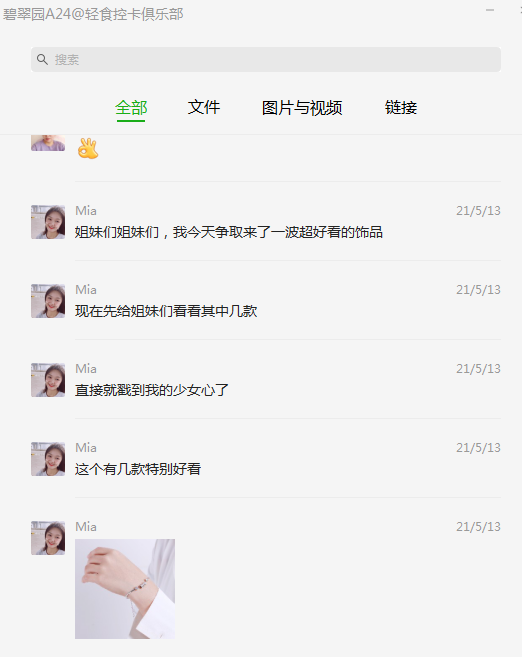 碧翠园A24@轻食控卡俱乐部
搜索
全部 文件 图片与视频 链接
Mia 21/5/13
姐妹们姐妹们，我今天争取来了一波超好看的饰品
Mia 21/5/13
现在先给姐妹们看看其中几款
Mia 21/5/13
直接就戳到我的少女心了
Mia 21/5/13
这个有几款特别好看
Mia 21/5/13